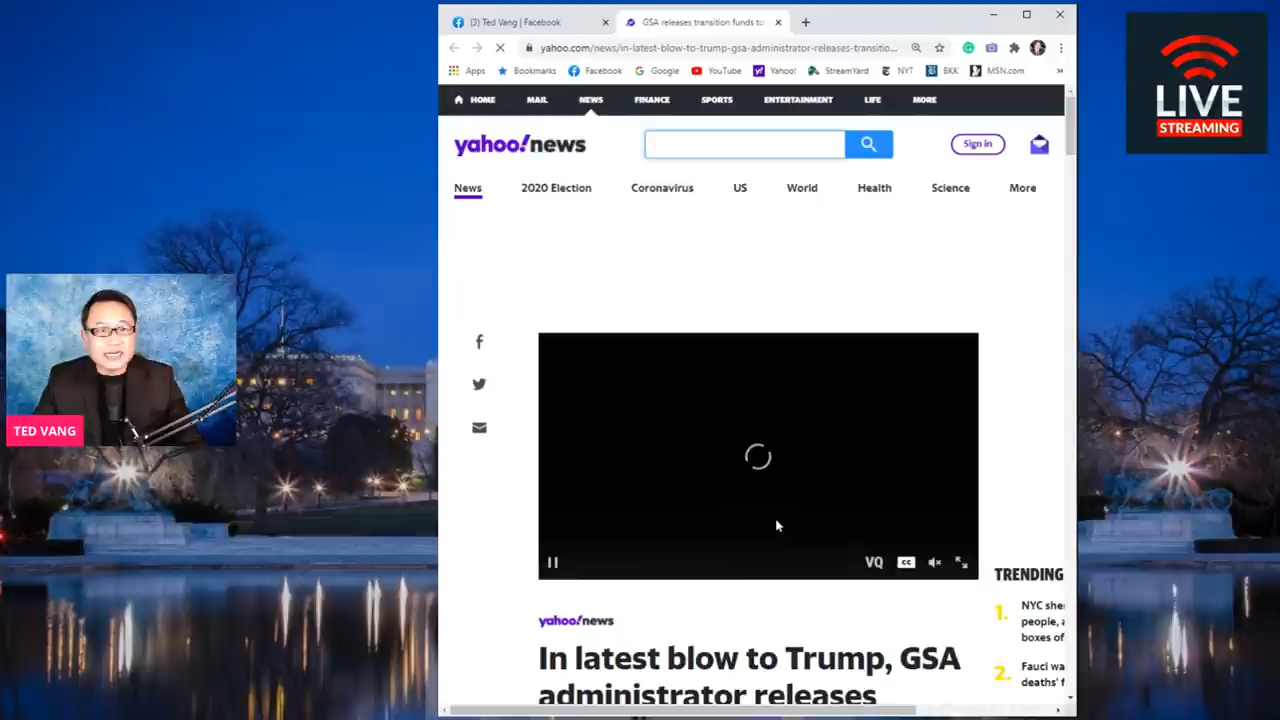 (3) Ted Vang | Facebook
GSA releases transition funds to
yahoo.com/news/in-latest-blow-to-trump-gsa-administrator-releases-transitio...
Apps
Bookmarks
Facebook
Google
YouTube
Yahoo!
StreamYard
NYT
BKK
MSN.com
LIVE
STREAMING
HOME
MAIL
NEWS
FINANCE
SPORTS
ENTERTAINMENT
LIFE
MORE
yahoo!news
Sign in
News
2020 Election
Coronavirus
US
World
Health
Science
More
TED VANG
VQ
CC
TRENDING
1. NYC she
people, a
boxes of
2. Fauci wa
deaths' f
yahoo!news
In latest blow to Trump, GSA
administrator releases